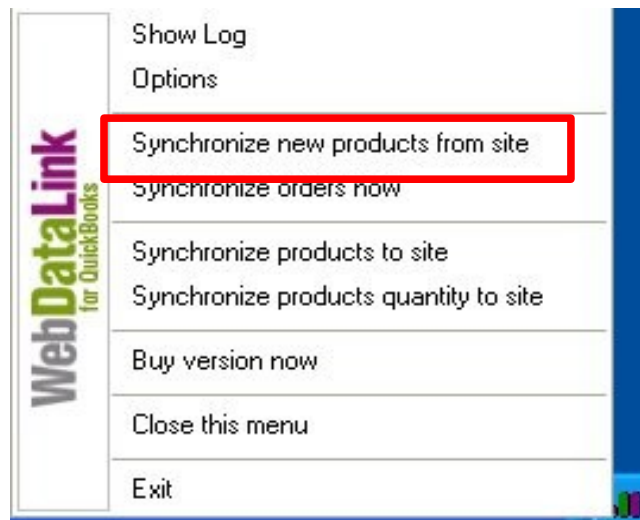 Show Log
Options
Synchronize new products from site
Synchronize orders now
Synchronize products to site
Synchronize products quantity to site
Buy version now
Close this menu
Exit
WebDataLink
for QuickBooks